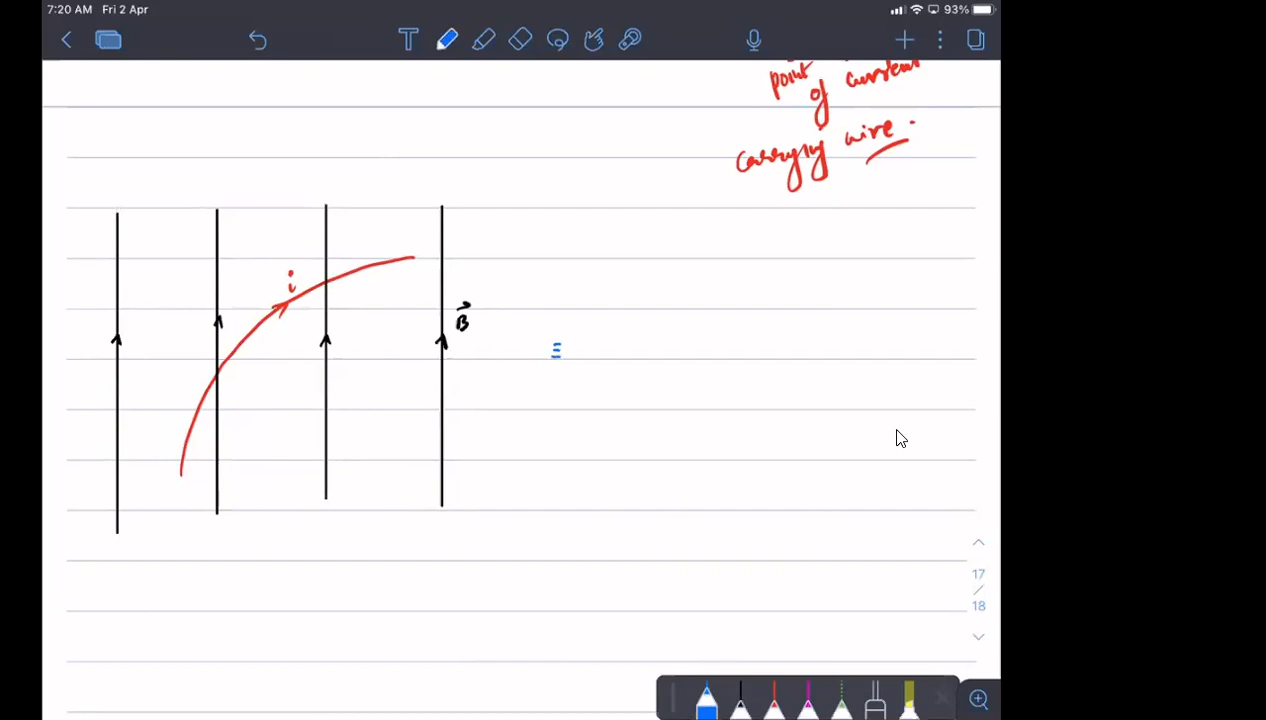 7:20 AM Fri 2 Apr
93%
T
point
of current
carrying wire.
i
B
17
/
18